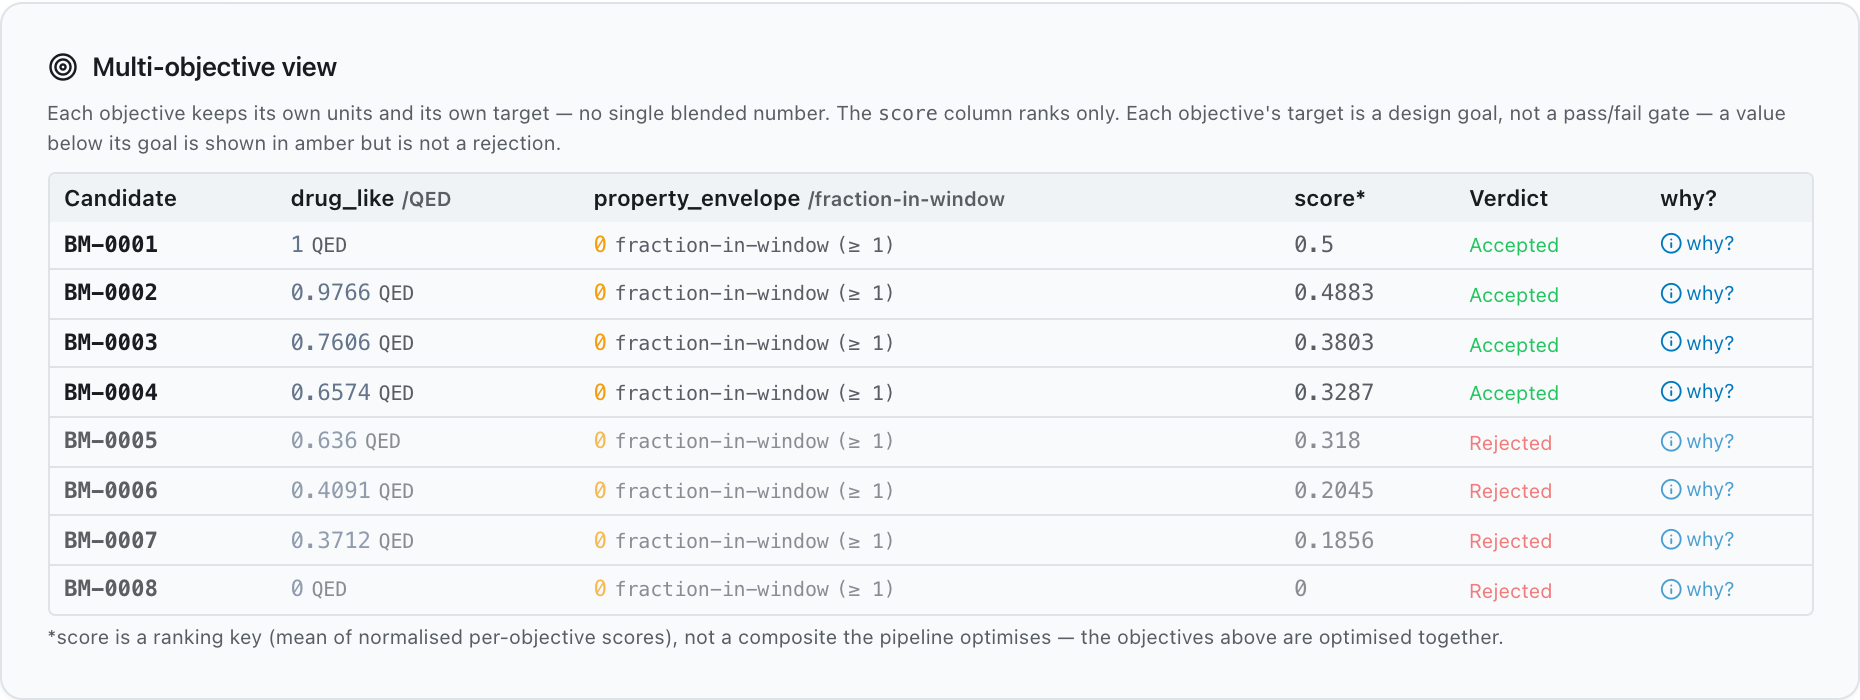 Multi-objective view
Each objective keeps its own units and its own target — no single blended number. The score column ranks only. Each objective's target is a design goal, not a pass/fail gate — a value
below its goal is shown in amber but is not a rejection.
Candidate drug_like /QED property_envelope /fraction-in-window score* Verdict why?
BM-0001 1 QED 0 fraction-in-window (≥ 1) 0.5 Accepted why?
BM-0002 0.9766 QED 0 fraction-in-window (≥ 1) 0.4883 Accepted why?
BM-0003 0.7606 QED 0 fraction-in-window (≥ 1) 0.3803 Accepted why?
BM-0004 0.6574 QED 0 fraction-in-window (≥ 1) 0.3287 Accepted why?
BM-0005 0.636 QED 0 fraction-in-window (≥ 1) 0.318 Rejected why?
BM-0006 0.4091 QED 0 fraction-in-window (≥ 1) 0.2045 Rejected why?
BM-0007 0.3712 QED 0 fraction-in-window (≥ 1) 0.1856 Rejected why?
BM-0008 0 QED 0 fraction-in-window (≥ 1) 0 Rejected why?
*score is a ranking key (mean of normalised per-objective scores), not a composite the pipeline optimises — the objectives above are optimised together.